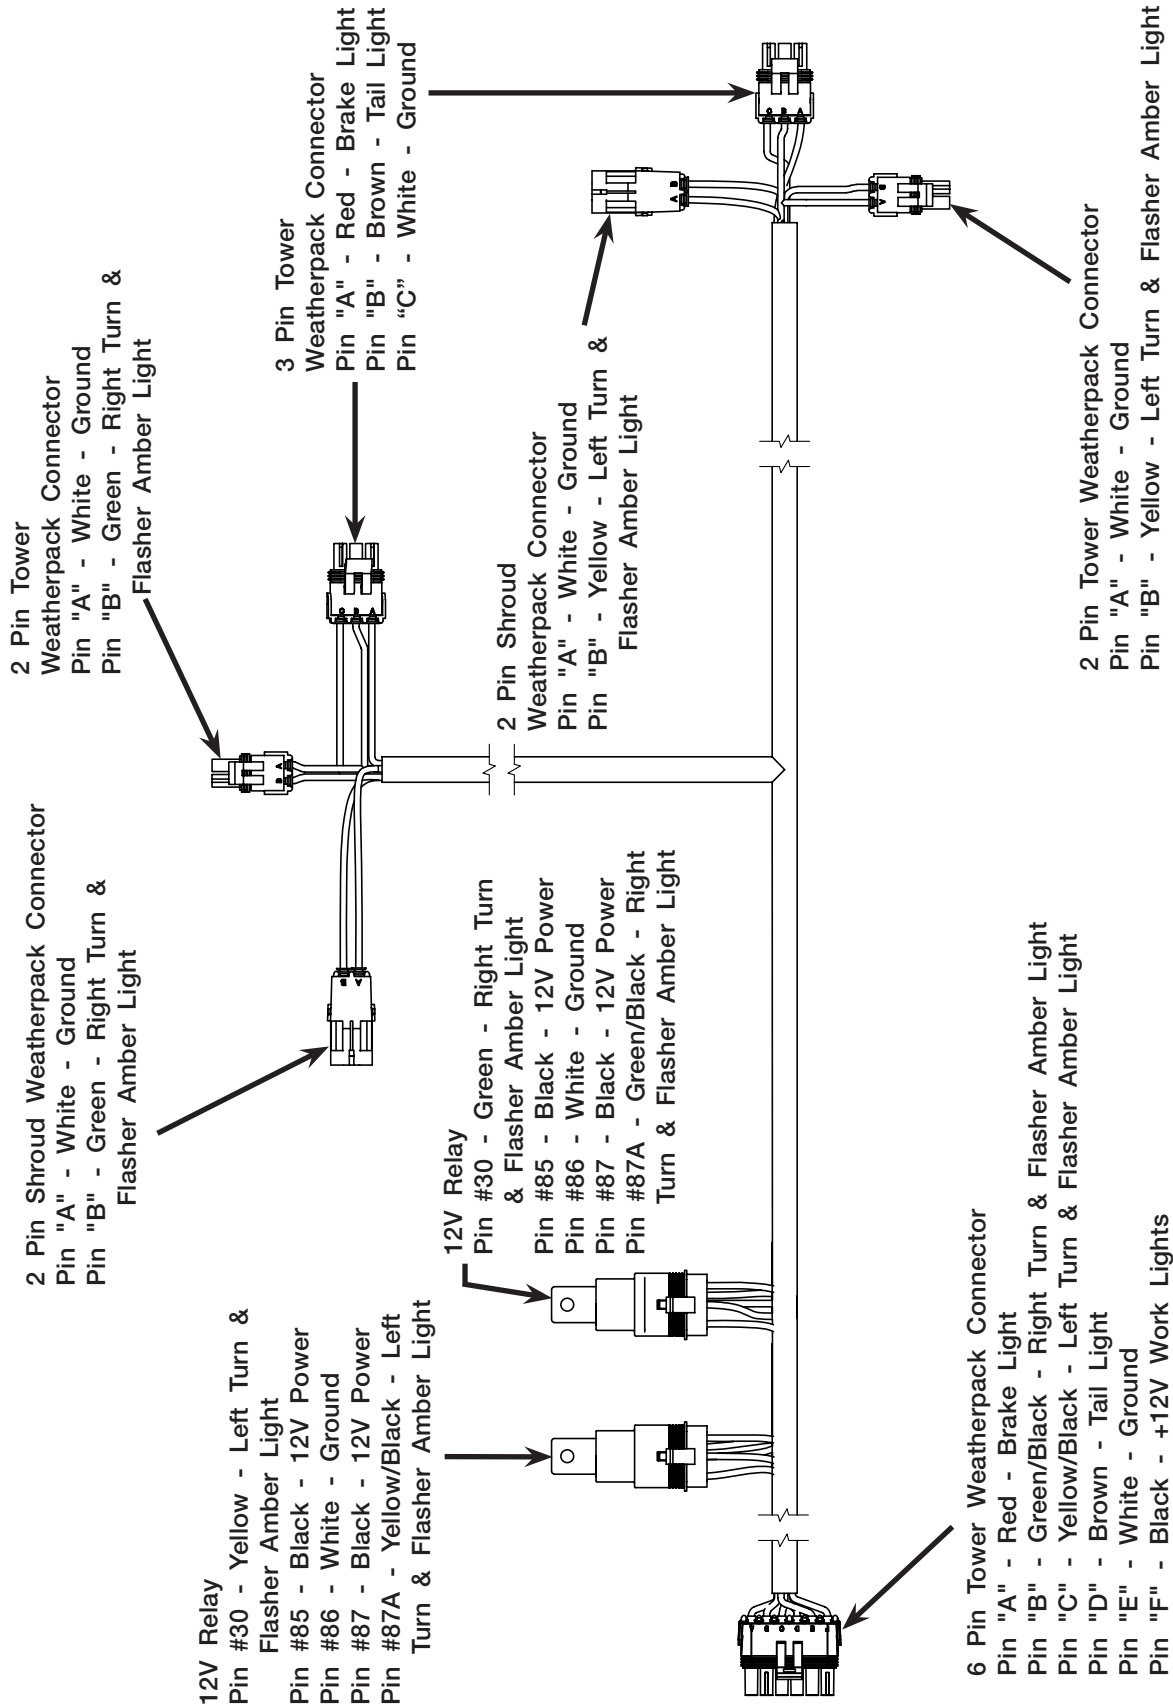 2 Pin Tower
Weatherpack Connector
Pin "A" - White - Ground
Pin "B" - Green - Right Turn &
Flasher Amber Light
3 Pin Tower
Weatherpack Connector
Pin "A" - Red - Brake Light
Pin "B" - Brown - Tail Light
Pin “C” - White - Ground
2 Pin Shroud Weatherpack Connector
Pin "A" - White - Ground
Pin "B" - Green - Right Turn &
Flasher Amber Light
2 Pin Shroud
Weatherpack Connector
Pin "A" - White - Ground
Pin "B" - Yellow - Left Turn &
Flasher Amber Light
12V Relay
Pin #30 - Yellow - Left Turn &
Flasher Amber Light
Pin #85 - Black - 12V Power
Pin #86 - White - Ground
Pin #87 - Black - 12V Power
Pin #87A - Yellow/Black - Left
Turn & Flasher Amber Light
12V Relay
Pin #30 - Green - Right Turn
& Flasher Amber Light
Pin #85 - Black - 12V Power
Pin #86 - White - Ground
Pin #87 - Black - 12V Power
Pin #87A - Green/Black - Right
Turn & Flasher Amber Light
6 Pin Tower Weatherpack Connector
Pin "A" - Red - Brake Light
Pin "B" - Green/Black - Right Turn & Flasher Amber Light
Pin "C" - Yellow/Black - Left Turn & Flasher Amber Light
Pin "D" - Brown - Tail Light
Pin "E" - White - Ground
Pin "F" - Black - +12V Work Lights
2 Pin Tower Weatherpack Connector
Pin "A" - White - Ground
Pin "B" - Yellow - Left Turn & Flasher Amber Light
B A
C B A
B A
A B
C B A
A B